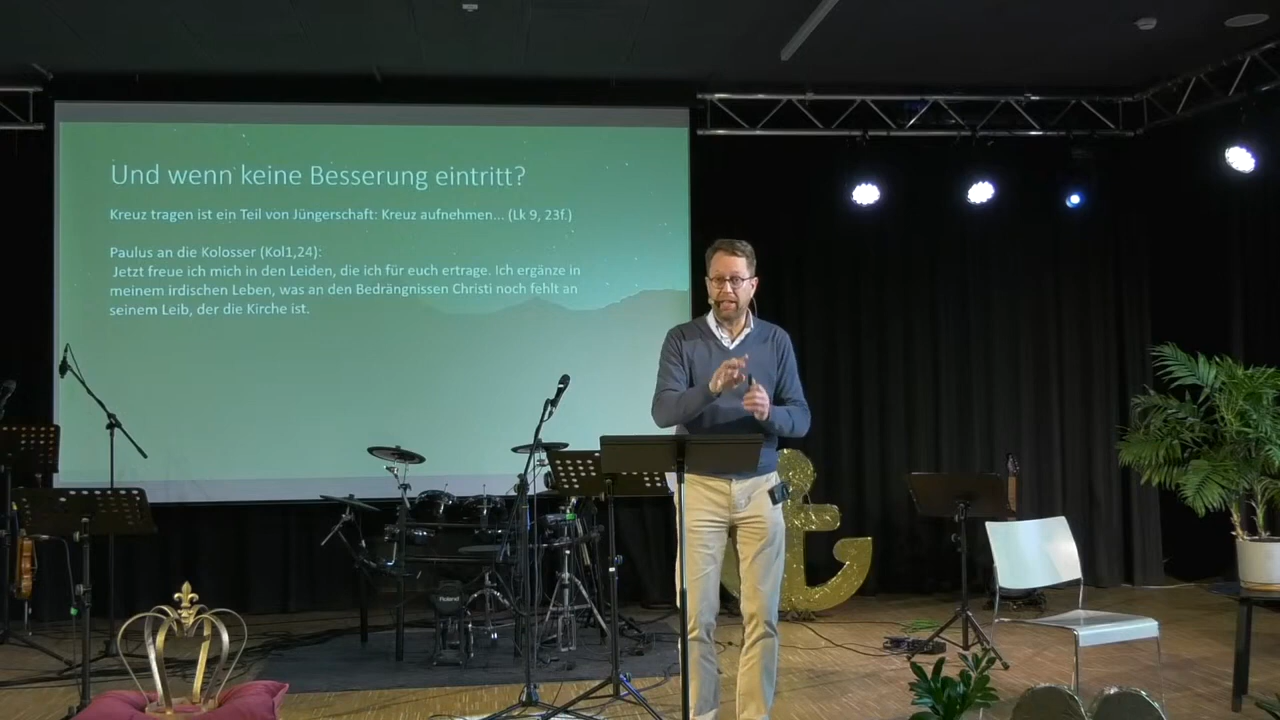 Und wenn keine Besserung eintritt?
Kreuz tragen ist ein Teil von Jüngerschaft: Kreuz aufnehmen... (Lk 9, 23f.)
Paulus an die Kolosser (Kol1,24):
Jetzt freue ich mich in den Leiden, die ich für euch ertrage. Ich ergänze in
meinem irdischen Leben, was an den Bedrängnissen Christi noch fehlt an
seinem Leib, der die Kirche ist.
Roland